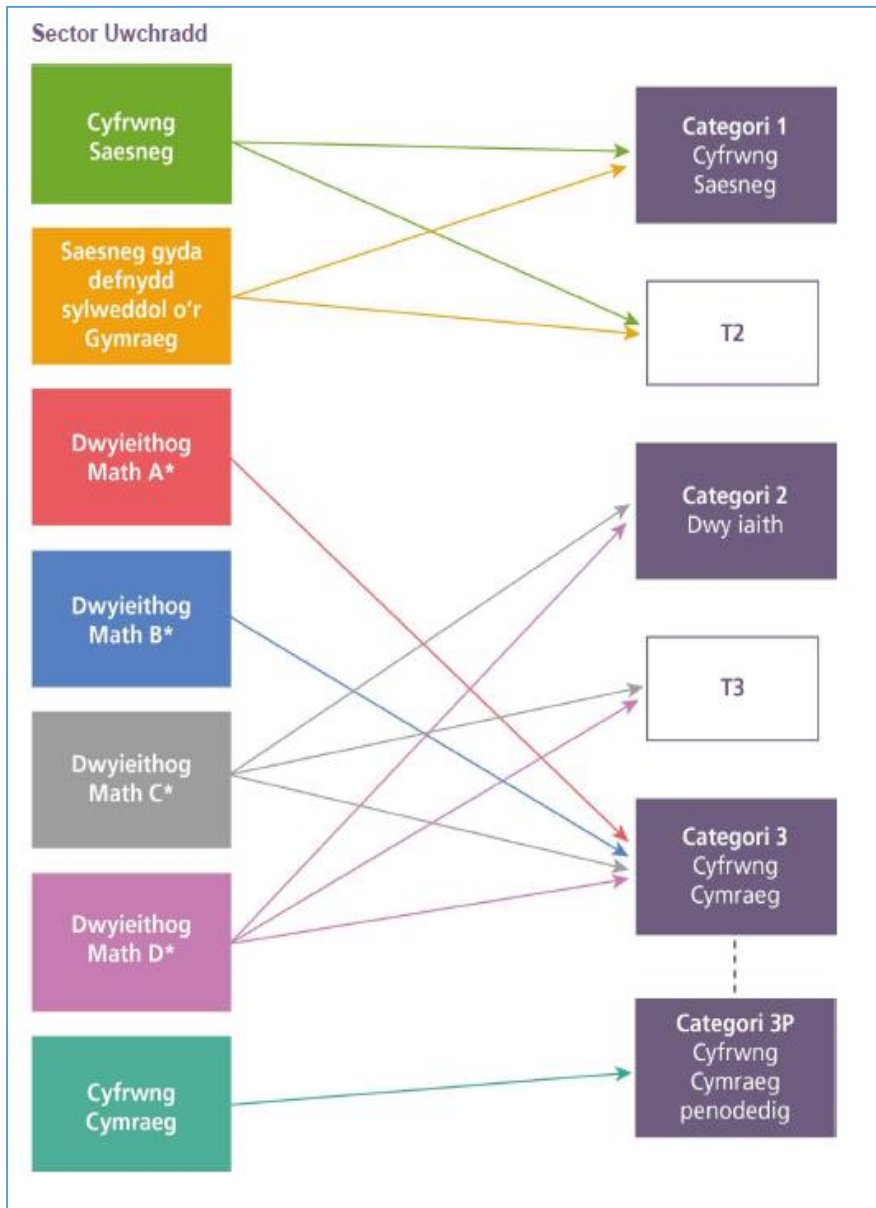 Sector Uwchradd
Cyfrwng
Saesneg
Saesneg gyda
defnydd
sylweddol o'r
Gymraeg
Dwyieithog
Math A*
Dwyieithog
Math B*
Dwyieithog
Math C*
Dwyieithog
Math D*
Cyfrwng
Cymraeg
Categori 1
Cyfrwng
Saesneg
T2
Categori 2
Dwy iaith
T3
Categori 3
Cyfrwng
Cymraeg
Categori 3P
Cyfrwng
Cymraeg
penodedig